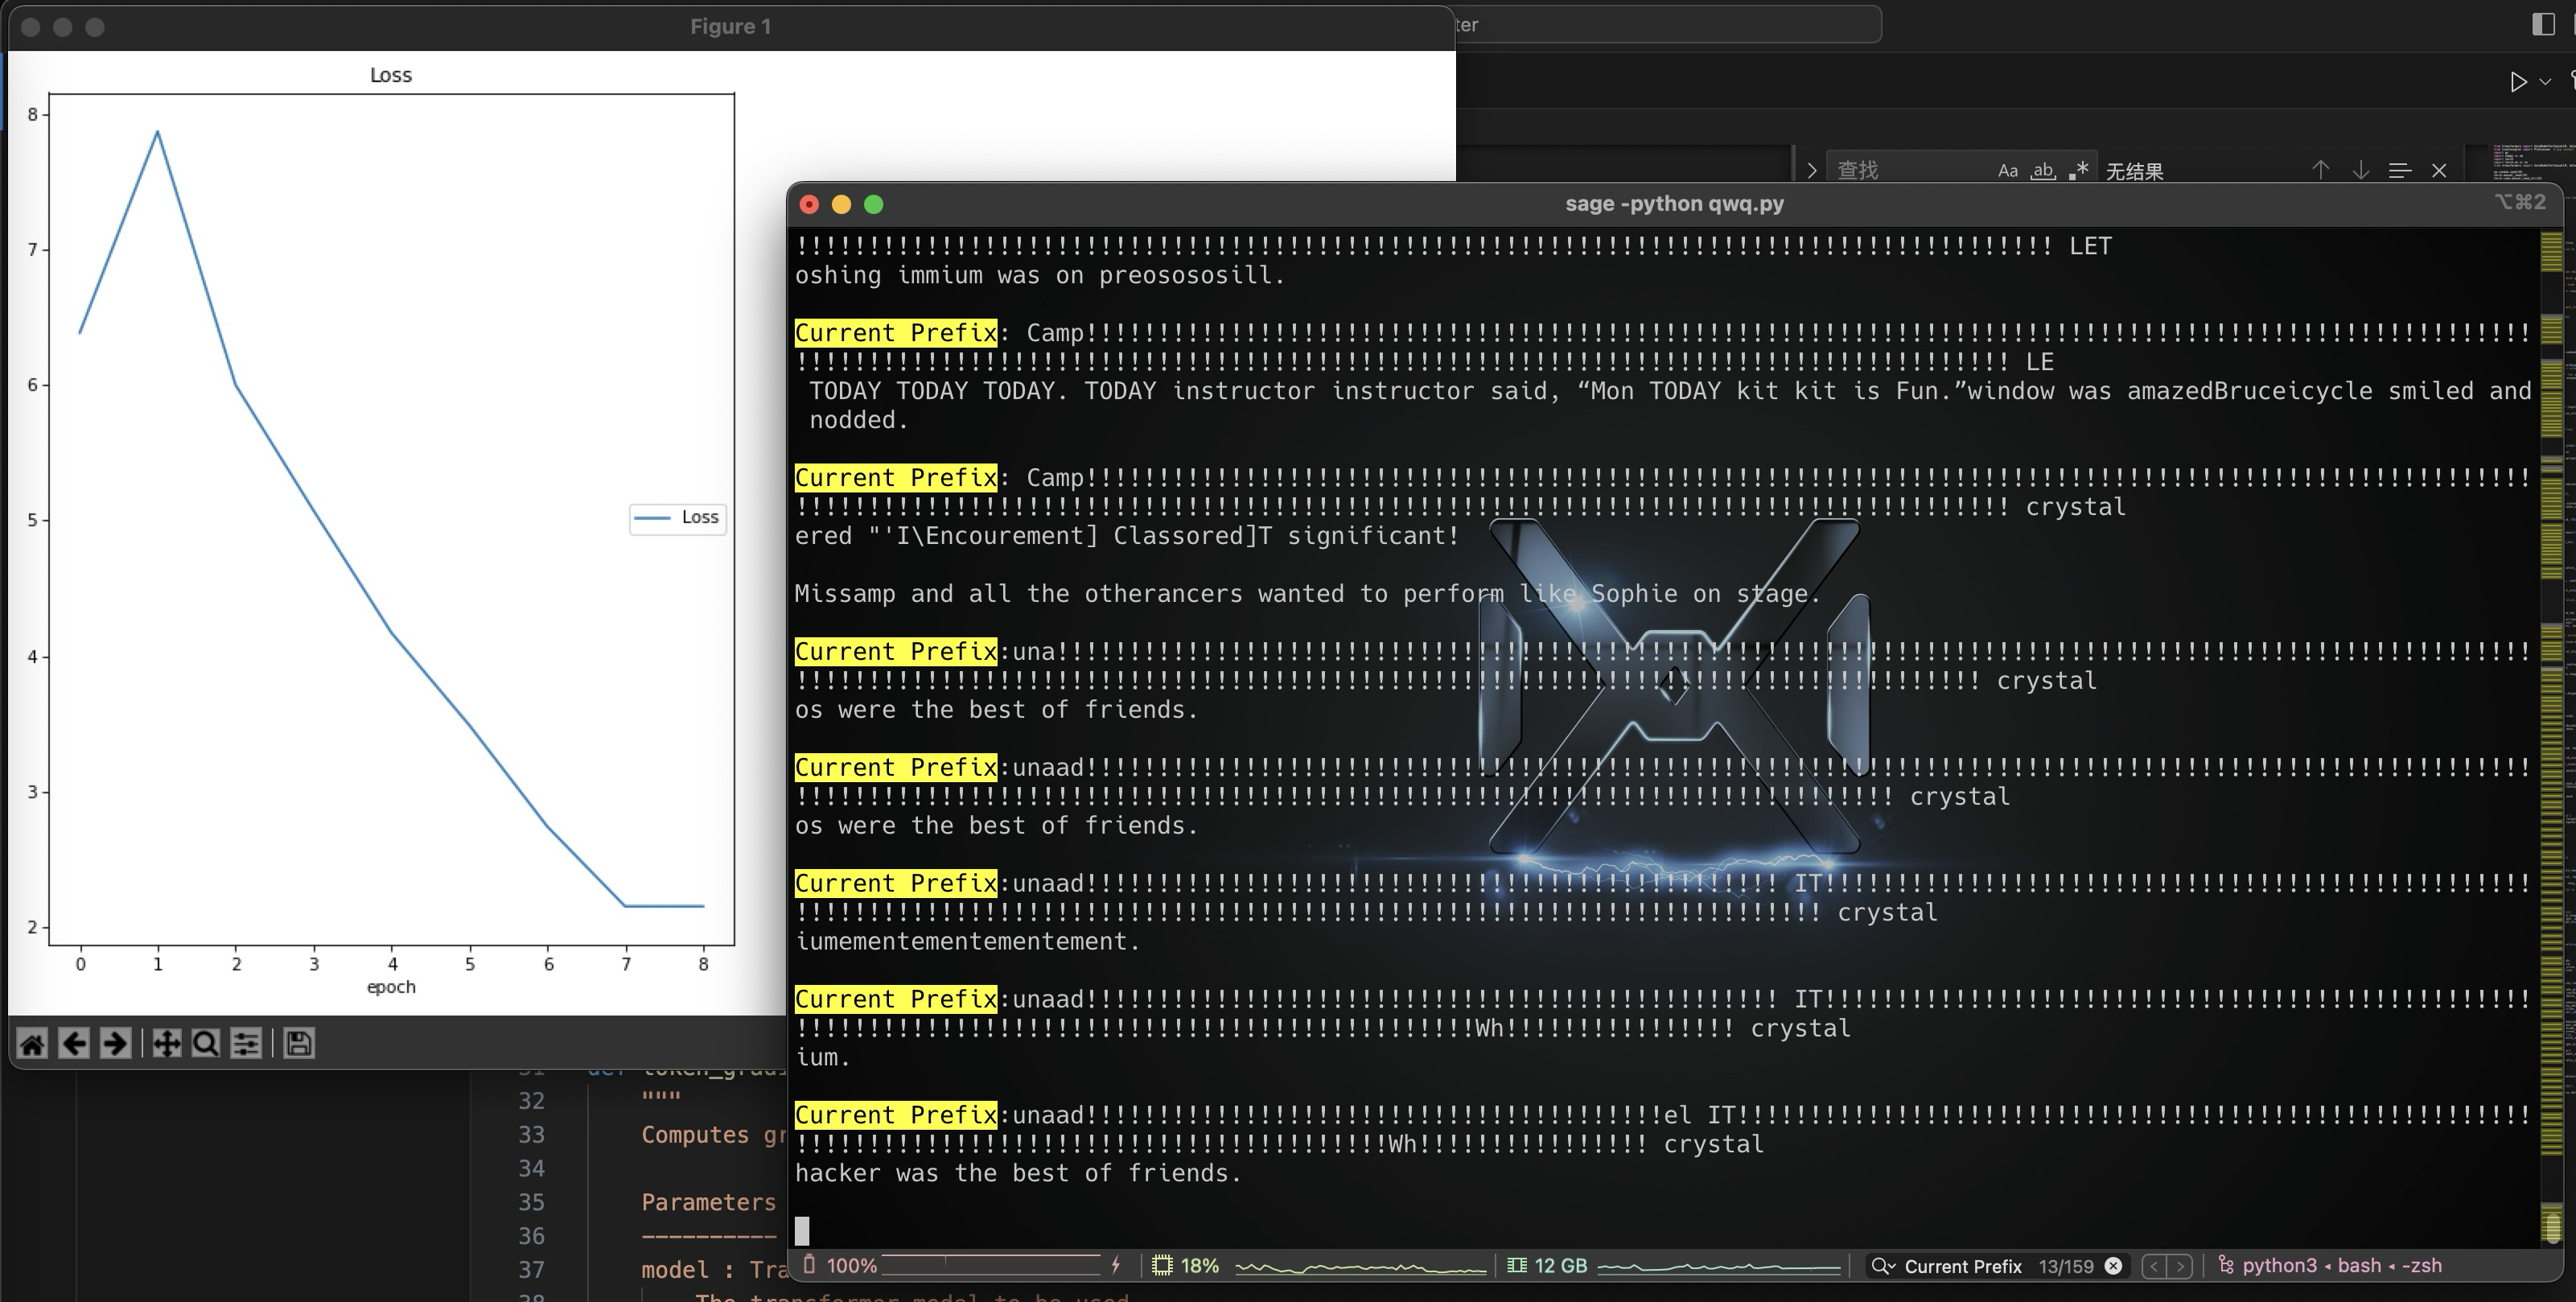 Figure 1
ter
Loss
8
7
6
5
4
3
2
Loss
0 1 2 3 4 5 6 7 8
epoch
查找 Aa ab 无结果
sage -python qwq.py ⌥⌘2
!!!!!!!!!!!!!!!!!!!!!!!!!!!!!!!!!!!!!!!!!!!!!!!!!!!!!!!!!!!!!!!!!!!!!!!!!!!!!!!!!!!!!!! LET
oshing immium was on preosososill.
Current Prefix: Camp!!!!!!!!!!!!!!!!!!!!!!!!!!!!!!!!!!!!!!!!!!!!!!!!!!!!!!!!!!!!!!!!!!!!!!!!!!!!!!!!!!!!!!!!!!!!!!!!!!!!
!!!!!!!!!!!!!!!!!!!!!!!!!!!!!!!!!!!!!!!!!!!!!!!!!!!!!!!!!!!!!!!!!!!!!!!!!!!!!!!!!!!! LE
TODAY TODAY TODAY. TODAY instructor instructor said, “Mon TODAY kit kit is Fun.”window was amazedBruceicycle smiled and
nodded.
Current Prefix: Camp!!!!!!!!!!!!!!!!!!!!!!!!!!!!!!!!!!!!!!!!!!!!!!!!!!!!!!!!!!!!!!!!!!!!!!!!!!!!!!!!!!!!!!!!!!!!!!!!!!!!
!!!!!!!!!!!!!!!!!!!!!!!!!!!!!!!!!!!!!!!!!!!!!!!!!!!!!!!!!!!!!!!!!!!!!!!!!!!!!!!!!!!! crystal
ered "'I\Encourement] Classored]T significant!
Missamp and all the otherancers wanted to perform like Sophie on stage.
Current Prefix:una!!!!!!!!!!!!!!!!!!!!!!!!!!!!!!!!!!!!!!!!!!!!!!!!!!!!!!!!!!!!!!!!!!!!!!!!!!!!!!!!!!!!!!!!!!!!!!!!!!!!!!
!!!!!!!!!!!!!!!!!!!!!!!!!!!!!!!!!!!!!!!!!!!!!!!!!!!!!!!!!!!!!!!!!!!!!!!!!!!!!!!!!! crystal
os were the best of friends.
Current Prefix:unaad!!!!!!!!!!!!!!!!!!!!!!!!!!!!!!!!!!!!!!!!!!!!!!!!!!!!!!!!!!!!!!!!!!!!!!!!!!!!!!!!!!!!!!!!!!!!!!!!!!!!
!!!!!!!!!!!!!!!!!!!!!!!!!!!!!!!!!!!!!!!!!!!!!!!!!!!!!!!!!!!!!!!!!!!!!!!!!!!! crystal
os were the best of friends.
Current Prefix:unaad!!!!!!!!!!!!!!!!!!!!!!!!!!!!!!!!!!!!!!!!!!!!!!!! IT!!!!!!!!!!!!!!!!!!!!!!!!!!!!!!!!!!!!!!!!!!!!!!!!!
!!!!!!!!!!!!!!!!!!!!!!!!!!!!!!!!!!!!!!!!!!!!!!!!!!!!!!!!!!!!!!!!!!!!!!! crystal
iumementementementement.
Current Prefix:unaad!!!!!!!!!!!!!!!!!!!!!!!!!!!!!!!!!!!!!!!!!!!!!!!! IT!!!!!!!!!!!!!!!!!!!!!!!!!!!!!!!!!!!!!!!!!!!!!!!!!
!!!!!!!!!!!!!!!!!!!!!!!!!!!!!!!!!!!!!!!!!!!!!!!Wh!!!!!!!!!!!!!!!! crystal
ium.
Current Prefix:unaad!!!!!!!!!!!!!!!!!!!!!!!!!!!!!!!!!!!!!!!!el IT!!!!!!!!!!!!!!!!!!!!!!!!!!!!!!!!!!!!!!!!!!!!!!!!!!!!!!!
!!!!!!!!!!!!!!!!!!!!!!!!!!!!!!!!!!!!!!!!!Wh!!!!!!!!!!!!!!!! crystal
hacker was the best of friends.
32 """
33 Computes gr
34
35 Parameters
36 ----------
37 model : Tra
100% 18% 12 GB Current Prefix 13/159 python3 ◂ bash ◂ -zsh